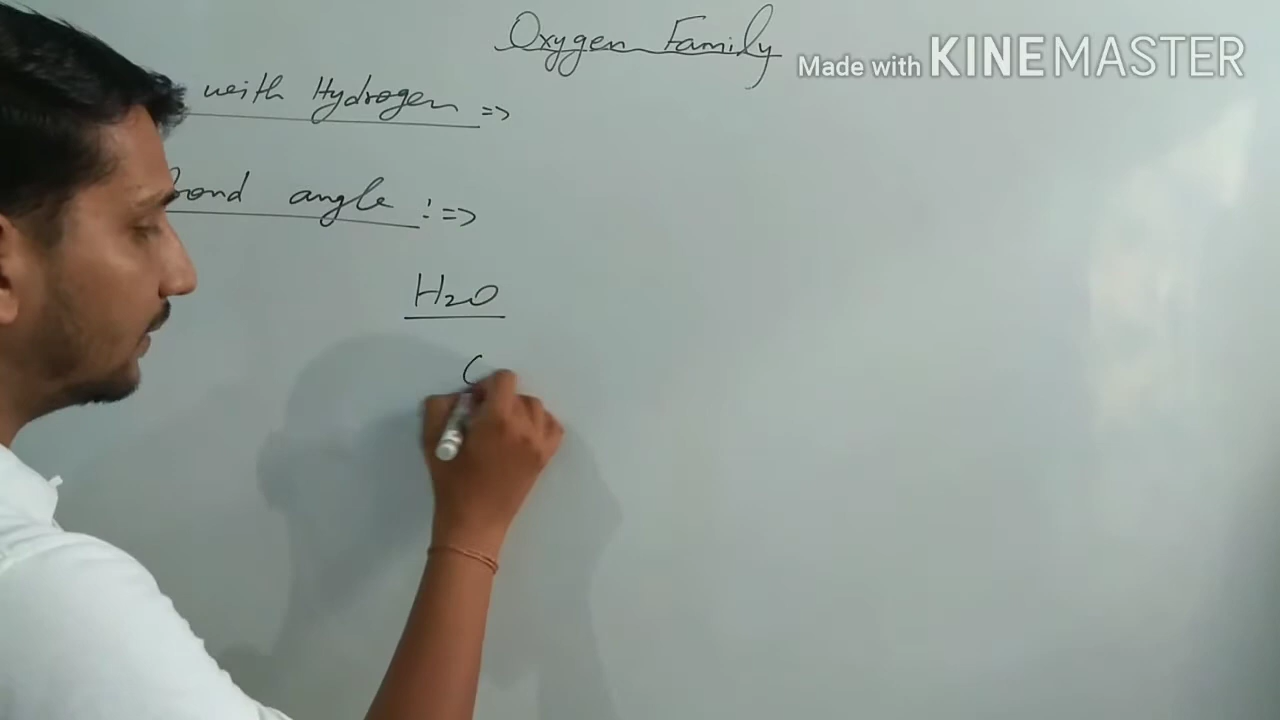 Oxygen Family
Made with KINEMASTER
with Hydrogen =>
bond angle :=>
H2O